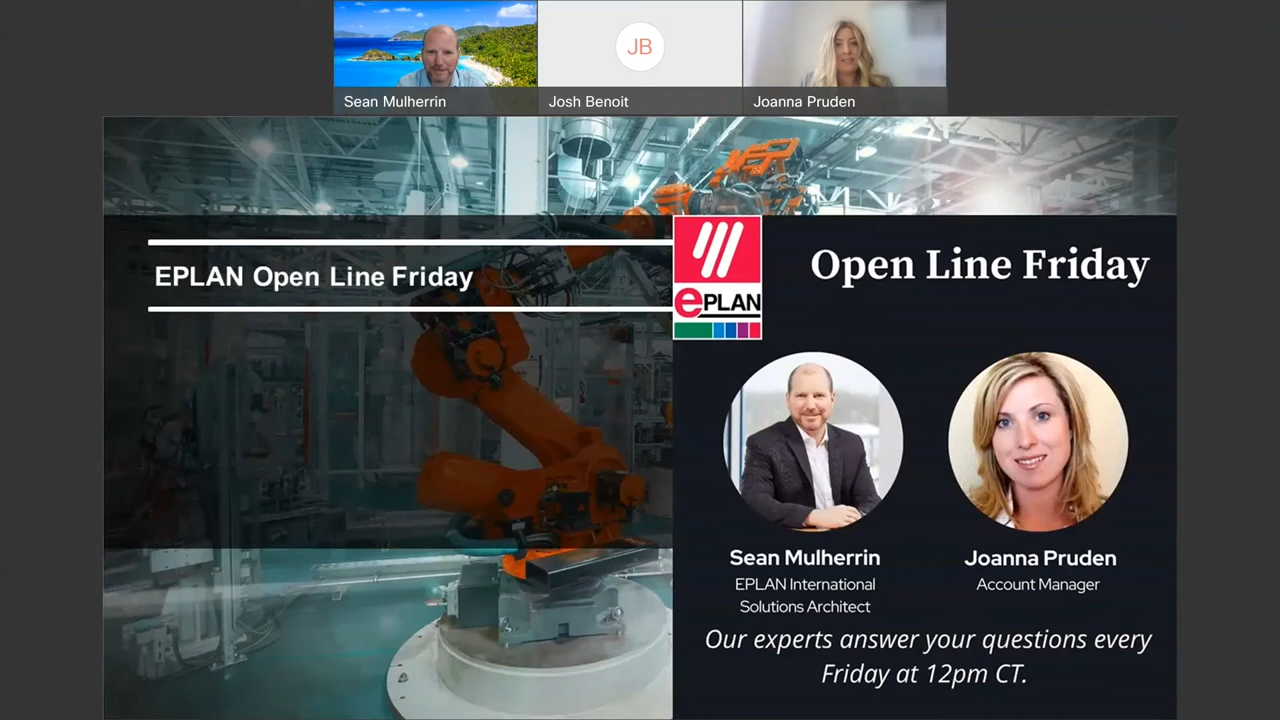 JB
Sean Mulherrin
Josh Benoit
Joanna Pruden
EPLAN Open Line Friday
ePLAN
Open Line Friday
Sean Mulherrin
EPLAN International
Solutions Architect
Joanna Pruden
Account Manager
Our experts answer your questions every
Friday at 12pm CT.